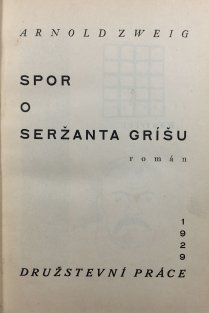 ARNOLD ZWEIG
SPOR
O
SERŽANTA GRÍŠU
román
1
9
2
9
DRUŽSTEVNÍ PRÁCE